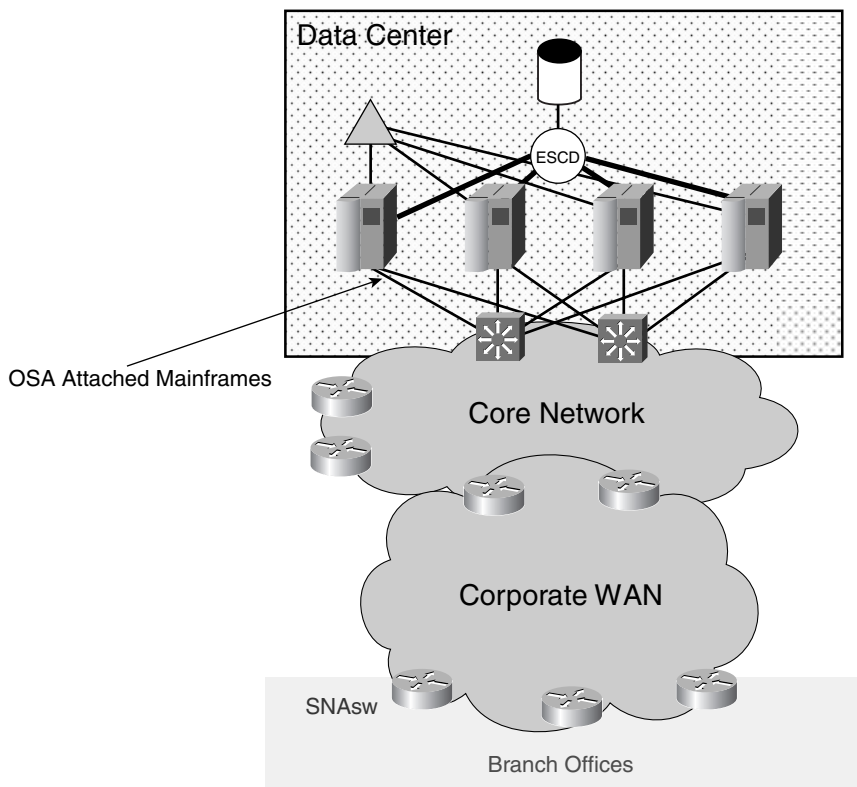 Data Center
ESCD
OSA Attached Mainframes
Core Network
Corporate WAN
SNAsw
Branch Offices